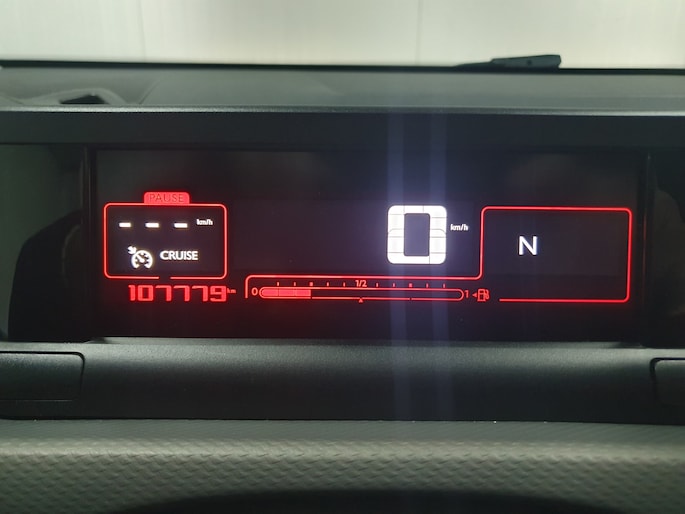 PAUSE
--- km/h
CRUISE
0 km/h
N
107779 km
0 1/2 1